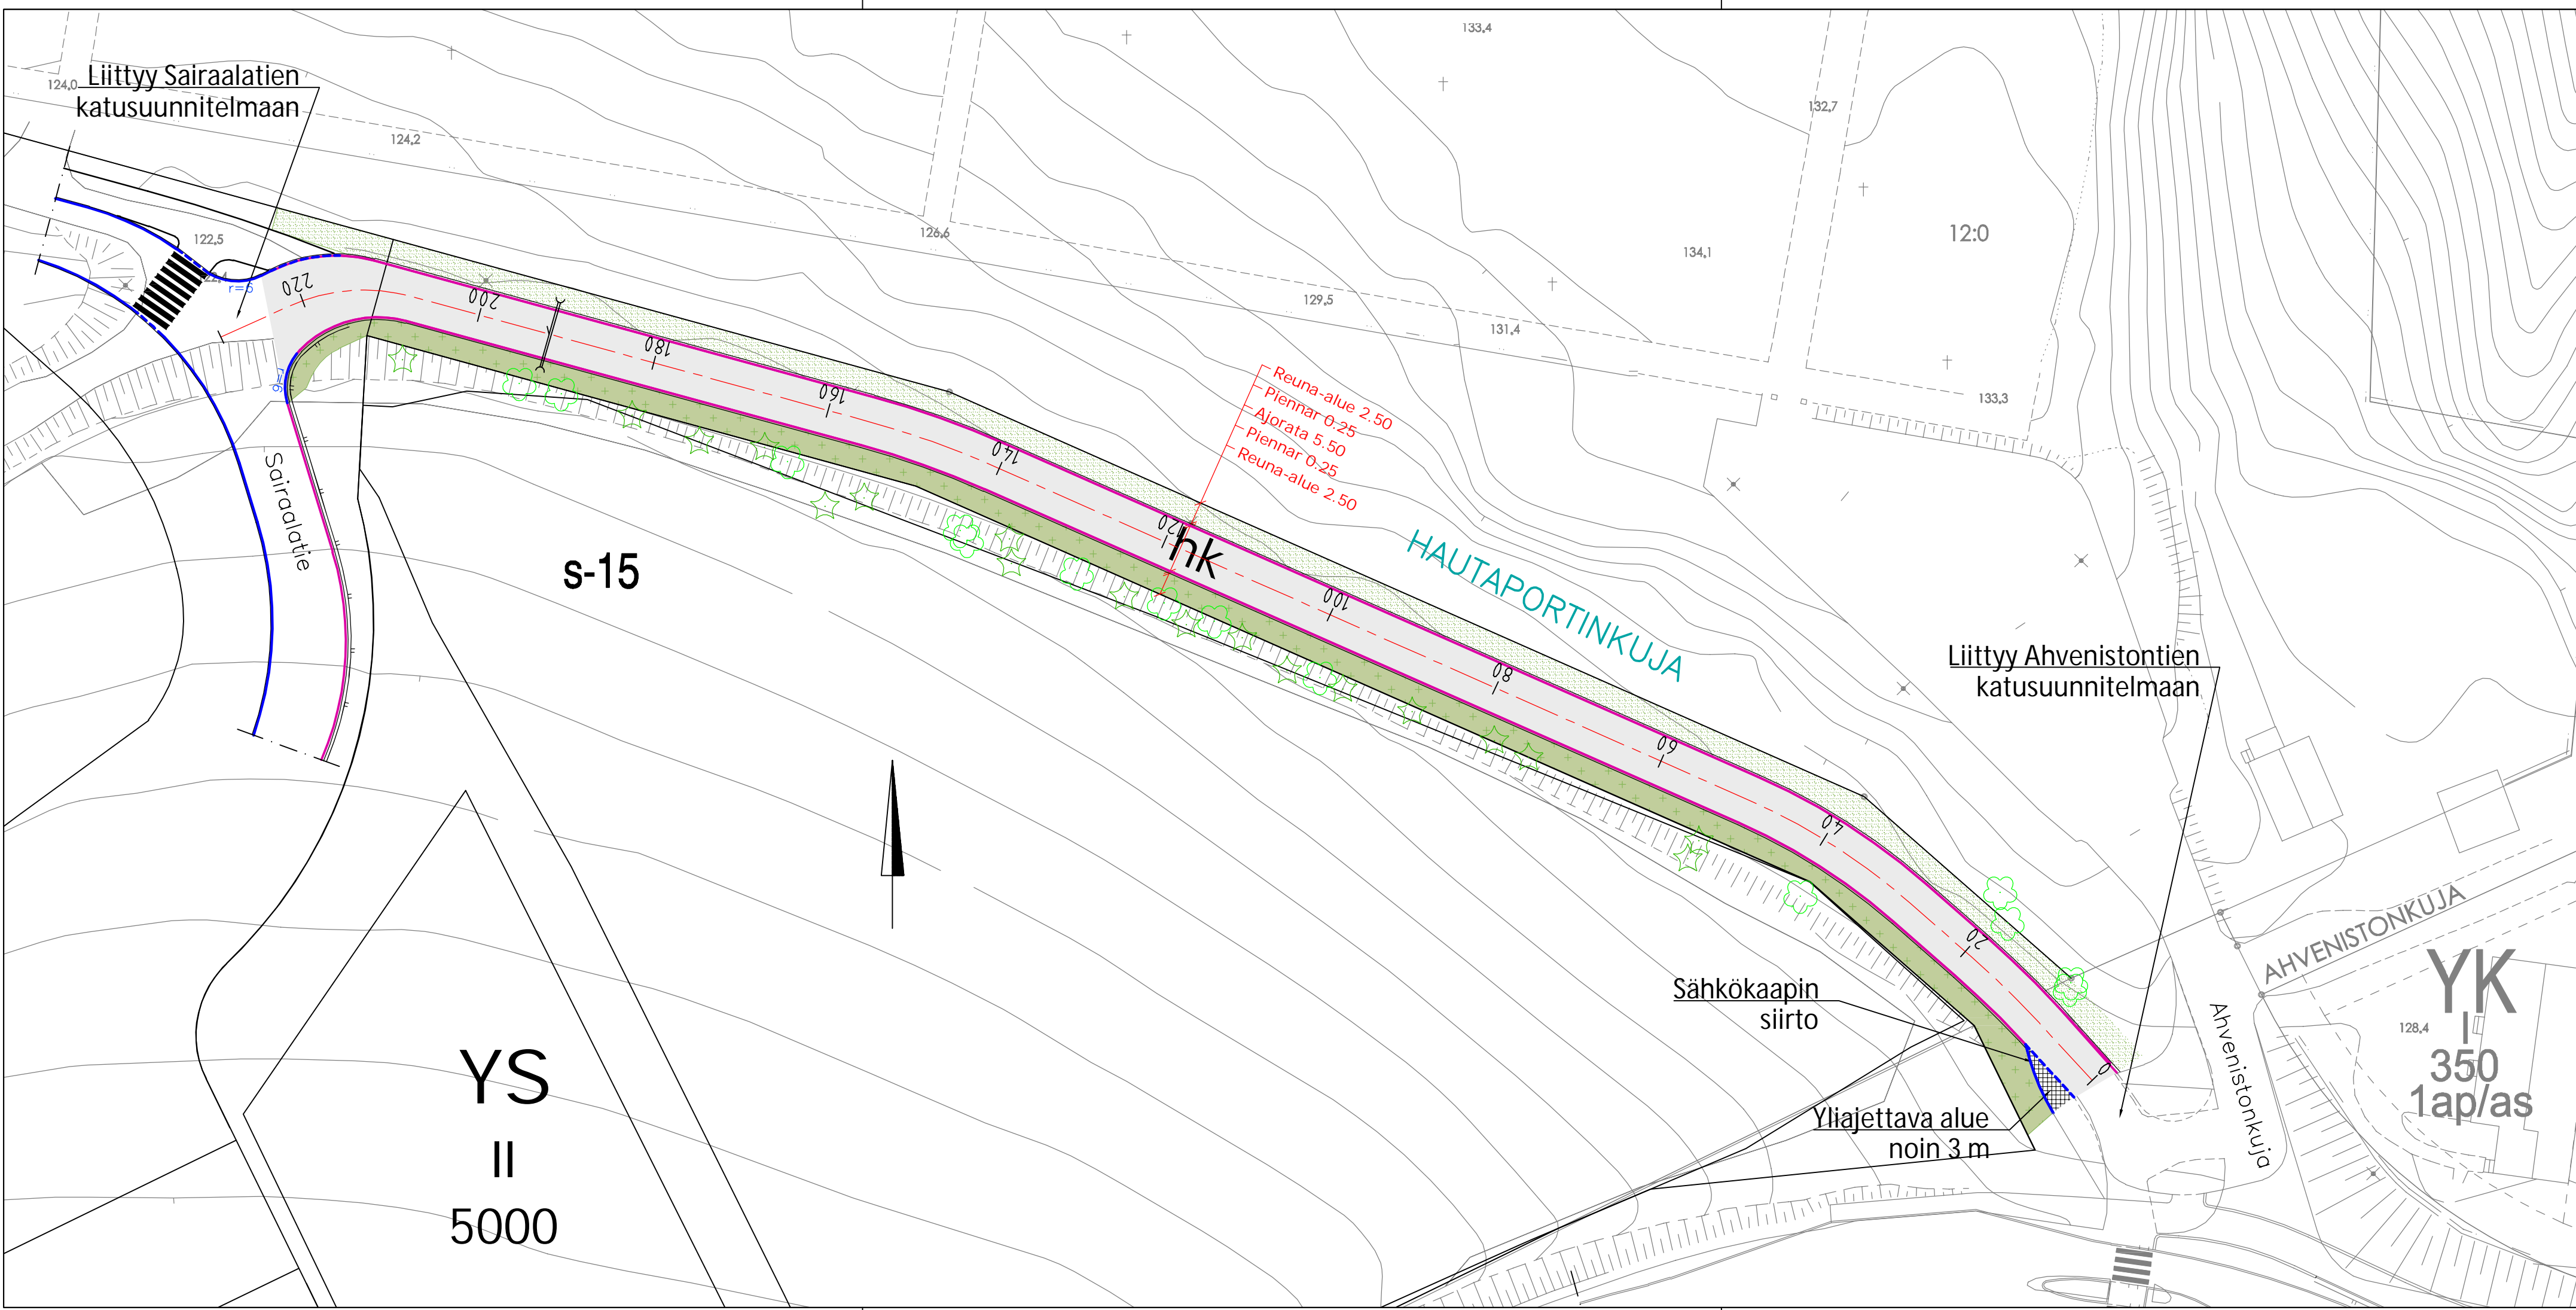 133,4
Liittyy Sairaalatien
katusuunnitelmaan
124,0
124,2
132,7
122,5
126,6
12:0
134,1
r=6
220
200
129,5
131,4
180
160
r=6
133,3
Reuna-alue 2.50
Piennar 0.25
Ajorata 5.50
Piennar 0.25
Reuna-alue 2.50
140
Sairaalatie
s-15
120
hk
100
HAUTAPORTINKUJA
80
60
Liittyy Ahvenistontien
katusuunnitelmaan
40
20
0
AHVENISTONKUJA
Sähkökaapin
siirto
YK
I
350
1ap/as
128,4
Ahvenistonkuja
Yliajettava alue
noin 3 m
YS
II
5000